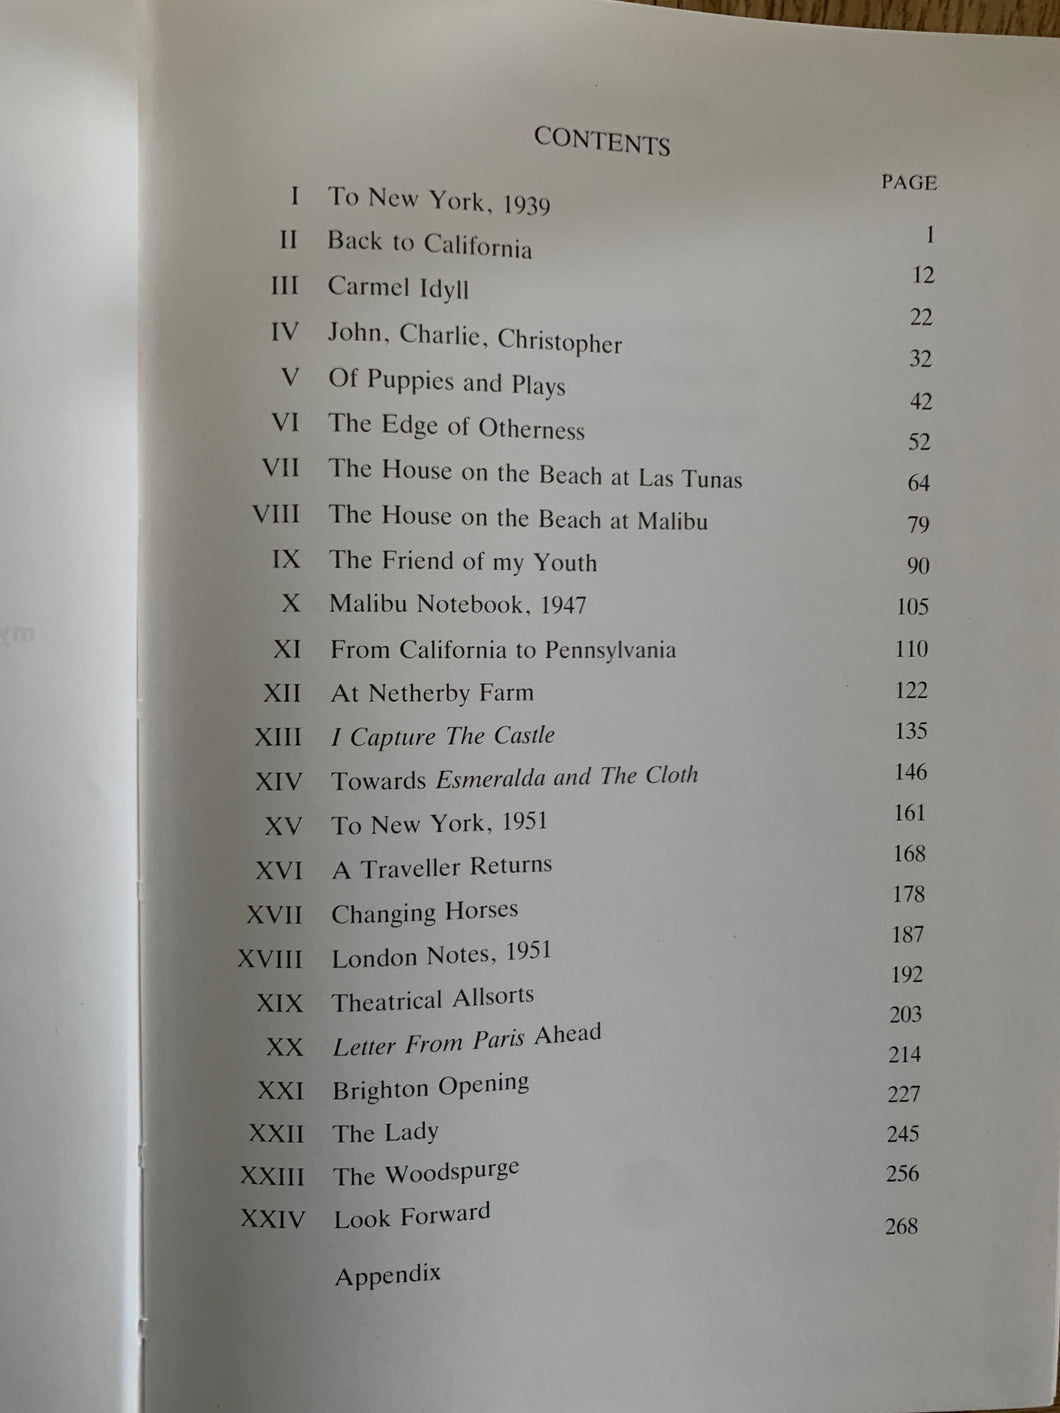 CONTENTS
PAGE
I To New York, 1939 1
II Back to California 12
III Carmel Idyll 22
IV John, Charlie, Christopher 32
V Of Puppies and Plays 42
VI The Edge of Otherness 52
VII The House on the Beach at Las Tunas 64
VIII The House on the Beach at Malibu 79
IX The Friend of my Youth 90
X Malibu Notebook, 1947 105
XI From California to Pennsylvania 110
XII At Netherby Farm 122
XIII I Capture The Castle 135
XIV Towards Esmeralda and The Cloth 146
XV To New York, 1951 161
XVI A Traveller Returns 168
XVII Changing Horses 178
XVIII London Notes, 1951 187
XIX Theatrical Allsorts 192
XX Letter From Paris Ahead 203
XXI Brighton Opening 214
XXII The Lady 227
XXIII The Woodspurge 245
XXIV Look Forward 256
Appendix 268